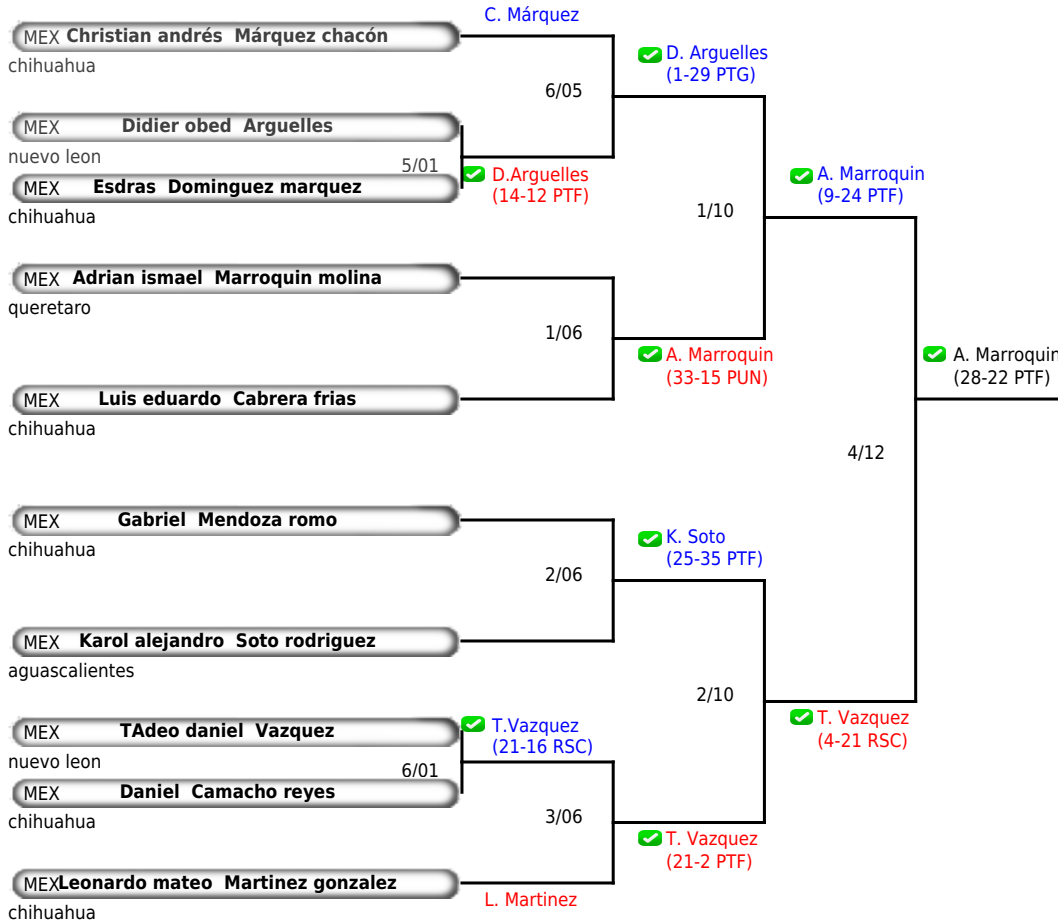 C. Márquez
MEX Christian andrés Márquez chacón
chihuahua
D. Arguelles
(1-29 PTG)
6/05
MEX Didier obed Arguelles
nuevo leon
5/01
D.Arguelles
(14-12 PTF)
MEX Esdras Dominguez marquez
chihuahua
A. Marroquin
(9-24 PTF)
1/10
MEX Adrian ismael Marroquin molina
queretaro
1/06
A. Marroquin
(33-15 PUN)
A. Marroquin
(28-22 PTF)
MEX Luis eduardo Cabrera frias
chihuahua
4/12
MEX Gabriel Mendoza romo
chihuahua
K. Soto
(25-35 PTF)
2/06
MEX Karol alejandro Soto rodriguez
aguascalientes
2/10
T. Vazquez
(4-21 RSC)
MEX TAdeo daniel Vazquez
nuevo leon
T.Vazquez
(21-16 RSC)
6/01
MEX Daniel Camacho reyes
chihuahua
3/06
T. Vazquez
(21-2 PTF)
MEX Leonardo mateo Martinez gonzalez
chihuahua
L. Martinez